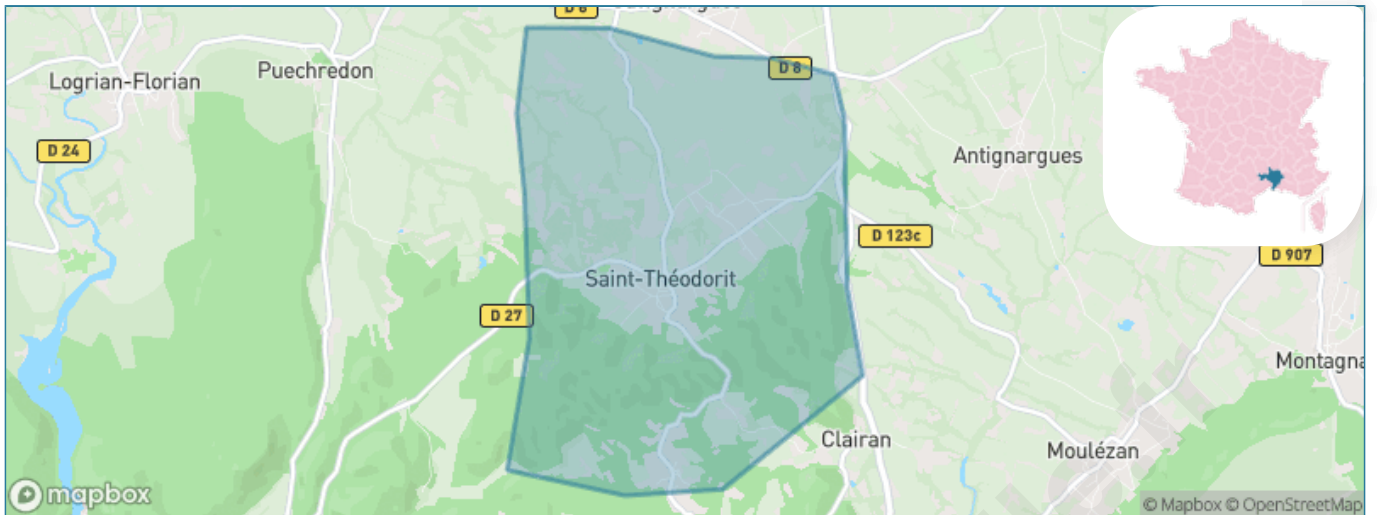 D 8
Logrian-Florian
Puechredon
D 8
D 24
Antignargues
D 123c
D 907
Saint-Théodorit
D 27
Montagna
Clairan
Moulézan
mapbox
© Mapbox © OpenStreetMap